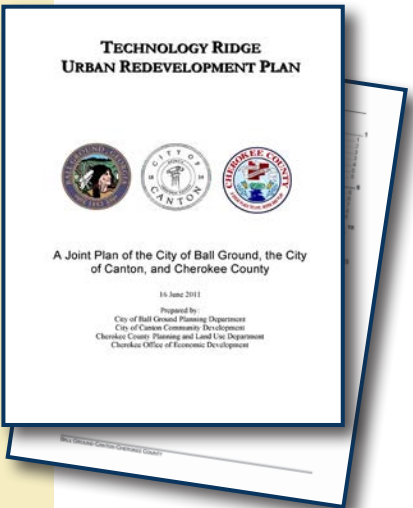 TECHNOLOGY RIDGE
URBAN REDEVELOPMENT PLAN
BALL GROUND, GEORGIA
CITY OF
CANTON
CHEROKEE COUNTY
A Joint Plan of the City of Ball Ground, the City
of Canton, and Cherokee County
16 June 2011
Prepared by:
City of Ball Ground Planning Department
City of Canton Community Development
Cherokee County Planning and Land Use Department
Cherokee Office of Economic Development
BALL GROUND-CANTON-CHEROKEE COUNTY